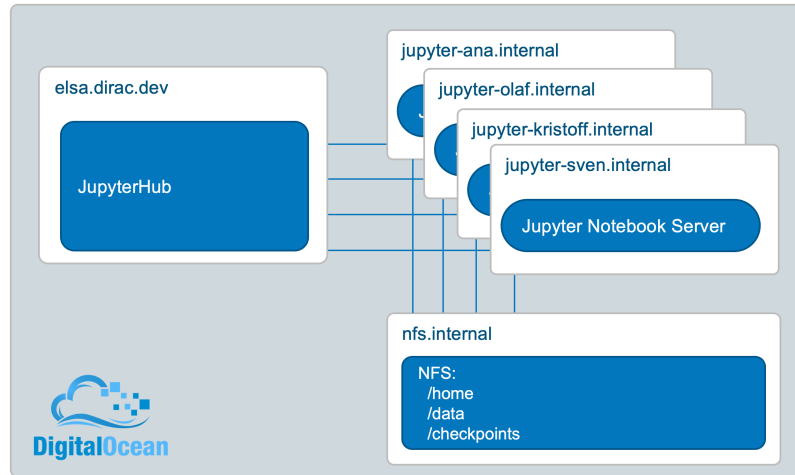 elsa.dirac.dev
JupyterHub
jupyter-ana.internal
jupyter-olaf.internal
jupyter-kristoff.internal
jupyter-sven.internal
Jupyter Notebook Server
nfs.internal
NFS:
/home
/data
/checkpoints
DigitalOcean